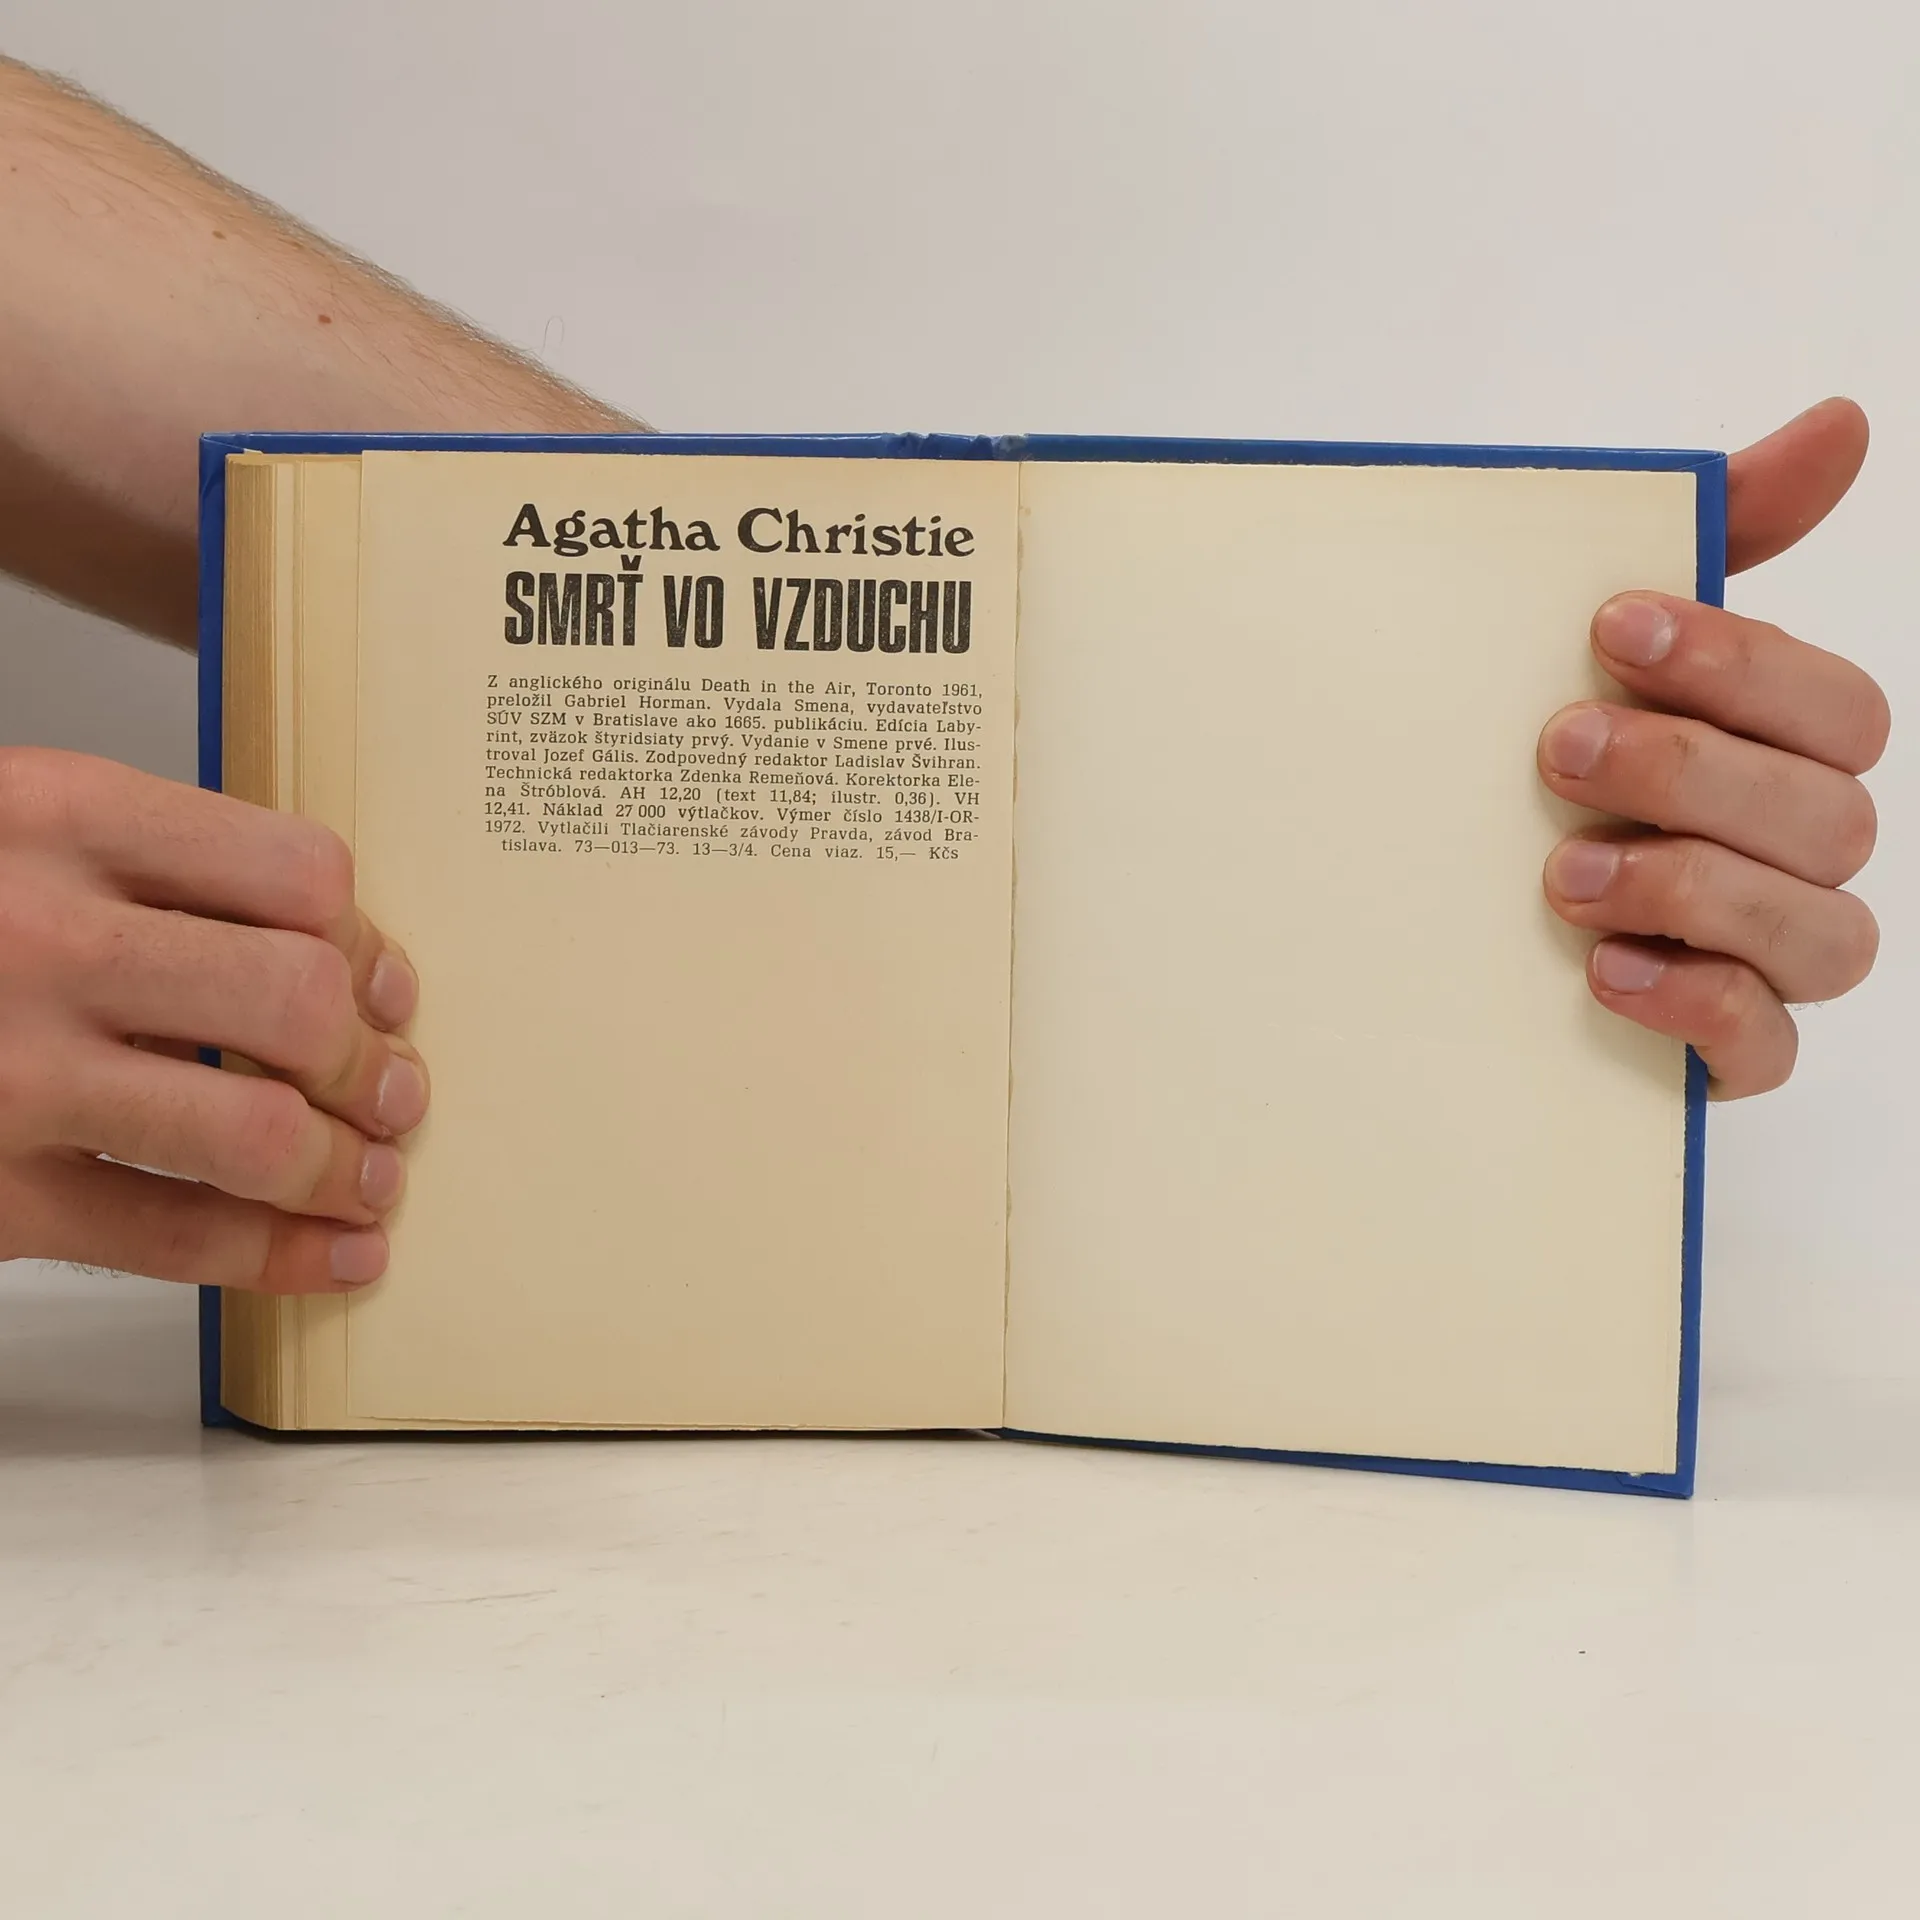 Agatha Christie
SMRŤ VO VZDUCHU
Z anglického originálu Death in the Air, Toronto 1961,
preložil Gabriel Horman. Vydala Smena, vydavateľstvo
SÚV SZM v Bratislave ako 1665. publikáciu. Edícia Laby-
rint, zväzok štyridsiaty prvý. Vydanie v Smene prvé. Ilus-
troval Jozef Gális. Zodpovedný redaktor Ladislav Švihran.
Technická redaktorka Zdenka Remeňová. Korektorka Ele-
na Štróblová. AH 12,20 (text 11,84; ilustr. 0,36). VH
12,41. Náklad 27 000 výtlačkov. Výmer číslo 1438/I-OR-
1972. Vytlačili Tlačiarenské závody Pravda, závod Bra-
tislava. 73—013—73. 13—3/4. Cena viaz. 15,— Kčs